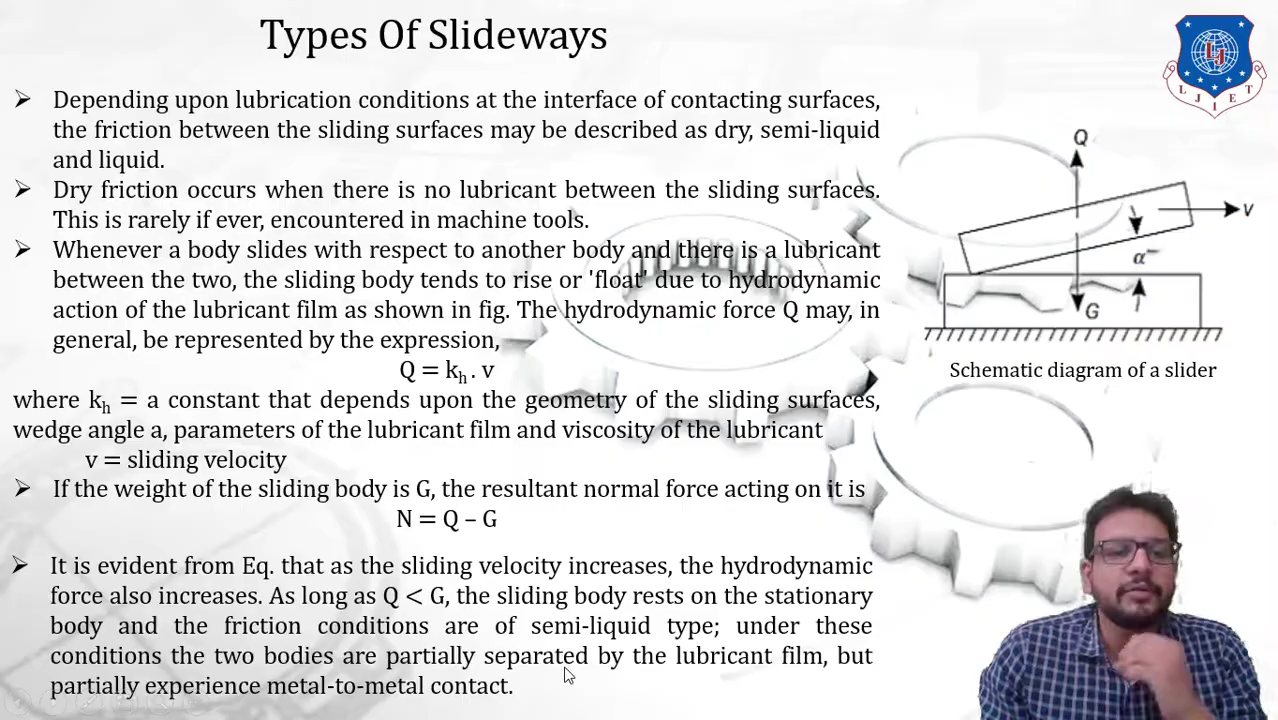 Types Of Slideways
➢ Depending upon lubrication conditions at the interface of contacting surfaces,
the friction between the sliding surfaces may be described as dry, semi-liquid
and liquid.
➢ Dry friction occurs when there is no lubricant between the sliding surfaces.
This is rarely if ever, encountered in machine tools.
➢ Whenever a body slides with respect to another body and there is a lubricant
between the two, the sliding body tends to rise or 'float' due to hydrodynamic
action of the lubricant film as shown in fig. The hydrodynamic force Q may, in
general, be represented by the expression,
Q = kₕ . v
where kₕ = a constant that depends upon the geometry of the sliding surfaces,
wedge angle a, parameters of the lubricant film and viscosity of the lubricant
v = sliding velocity
➢ If the weight of the sliding body is G, the resultant normal force acting on it is
N = Q – G
➢ It is evident from Eq. that as the sliding velocity increases, the hydrodynamic
force also increases. As long as Q < G, the sliding body rests on the stationary
body and the friction conditions are of semi-liquid type; under these
conditions the two bodies are partially separated by the lubricant film, but
partially experience metal-to-metal contact.
LJ
L J I E T
Q
v
α
G
Schematic diagram of a slider